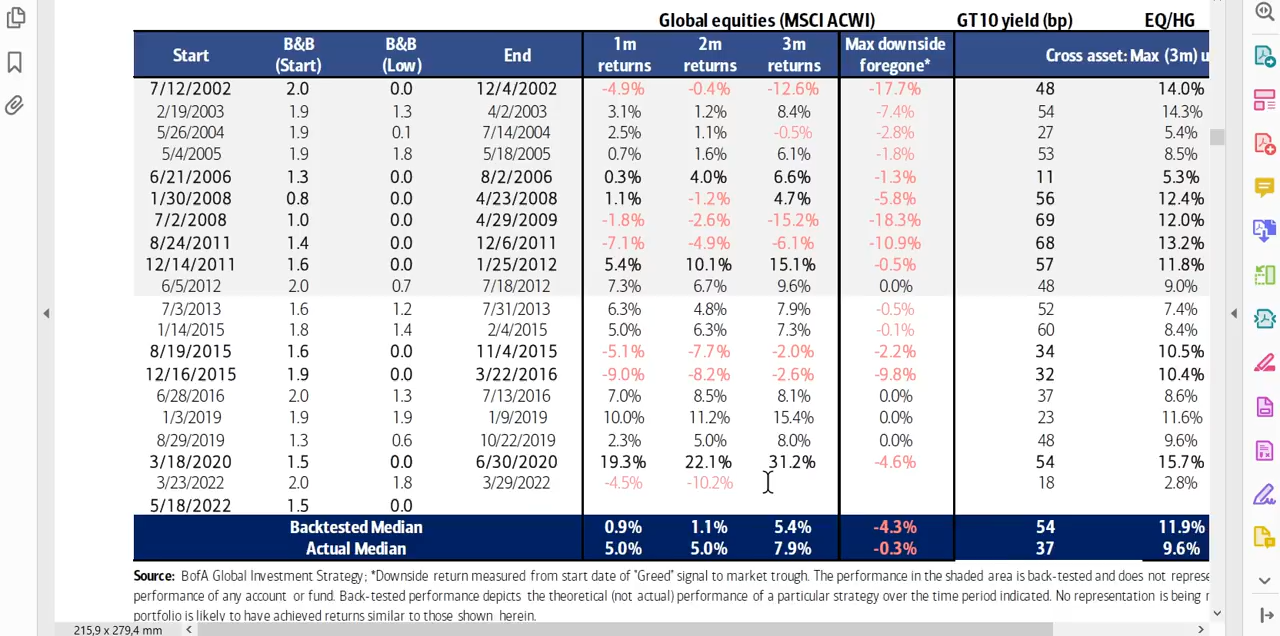 Global equities (MSCI ACWI) GT10 yield (bp) EQ/HG
Start B&B (Start) B&B (Low) End 1m returns 2m returns 3m returns Max downside foregone* Cross asset: Max (3m) u
7/12/2002 2.0 0.0 12/4/2002 -4.9% -0.4% -12.6% -17.7% 48 14.0%
2/19/2003 1.9 1.3 4/2/2003 3.1% 1.2% 8.4% -7.4% 54 14.3%
5/26/2004 1.9 0.1 7/14/2004 2.5% 1.1% -0.5% -2.8% 27 5.4%
5/4/2005 1.9 1.8 5/18/2005 0.7% 1.6% 6.1% -1.8% 53 8.5%
6/21/2006 1.3 0.0 8/2/2006 0.3% 4.0% 6.6% -1.3% 11 5.3%
1/30/2008 0.8 0.0 4/23/2008 1.1% -1.2% 4.7% -5.8% 56 12.4%
7/2/2008 1.0 0.0 4/29/2009 -1.8% -2.6% -15.2% -18.3% 69 12.0%
8/24/2011 1.4 0.0 12/6/2011 -7.1% -4.9% -6.1% -10.9% 68 13.2%
12/14/2011 1.6 0.0 1/25/2012 5.4% 10.1% 15.1% -0.5% 57 11.8%
6/5/2012 2.0 0.7 7/18/2012 7.3% 6.7% 9.6% 0.0% 48 9.0%
7/3/2013 1.6 1.2 7/31/2013 6.3% 4.8% 7.9% -0.5% 52 7.4%
1/14/2015 1.8 1.4 2/4/2015 5.0% 6.3% 7.3% -0.1% 60 8.4%
8/19/2015 1.6 0.0 11/4/2015 -5.1% -7.7% -2.0% -2.2% 34 10.5%
12/16/2015 1.9 0.0 3/22/2016 -9.0% -8.2% -2.6% -9.8% 32 10.4%
6/28/2016 2.0 1.3 7/13/2016 7.0% 8.5% 8.1% 0.0% 37 8.6%
1/3/2019 1.9 1.9 1/9/2019 10.0% 11.2% 15.4% 0.0% 23 11.6%
8/29/2019 1.3 0.6 10/22/2019 2.3% 5.0% 8.0% 0.0% 48 9.6%
3/18/2020 1.5 0.0 6/30/2020 19.3% 22.1% 31.2% -4.6% 54 15.7%
3/23/2022 2.0 1.8 3/29/2022 -4.5% -10.2% 18 2.8%
5/18/2022 1.5 0.0
Backtested Median 0.9% 1.1% 5.4% -4.3% 54 11.9%
Actual Median 5.0% 5.0% 7.9% -0.3% 37 9.6%
Source: BofA Global Investment Strategy; *Downside return measured from start date of "Greed" signal to market trough. The performance in the shaded area is back-tested and does not represe
performance of any account or fund. Back-tested performance depicts the theoretical (not actual) performance of a particular strategy over the time period indicated. No representation is being r
portfolio is likely to have achieved returns similar to those shown herein.
215,9 x 279,4 mm